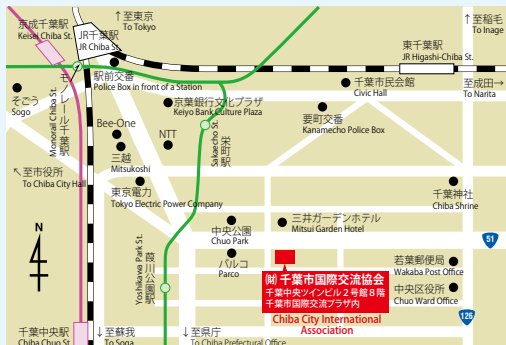 京成千葉駅
Keisei Chiba St.
JR千葉駅
JR Chiba St.
↑至東京
To Tokyo
↑至稲毛
To Inage
東千葉駅
JR Higashi-Chiba St.
駅前交番
Police Box in front of a Station
千葉市民会館
Civic Hall
至成田→
To Narita
そごう
Sogo
モノレール千葉駅
Monorail Chiba St.
京葉銀行文化プラザ
Keiyo Bank Culture Plaza
要町交番
Kanamecho Police Box
Bee-One
NTT
栄町駅
Sakaecho St.
三越
Mitsukoshi
↖至市役所
To Chiba City Hall
東京電力
Tokyo Electric Power Company
千葉神社
Chiba Shrine
中央公園
Chuo Park
三井ガーデンホテル
Mitsui Garden Hotel
N
51
葭川公園駅
Yoshikawa Park St.
パルコ
Parco
若葉郵便局
Wakaba Post Office
㈶ 千葉市国際交流協会
千葉中央ツインビル２号館８階
千葉市国際交流プラザ内
中央区役所
Chuo Ward Office
Chiba City International
Association
126
千葉中央駅
Chiba Chuo St.
↓至蘇我
To Soga
↓至県庁
To Chiba Prefectural Office